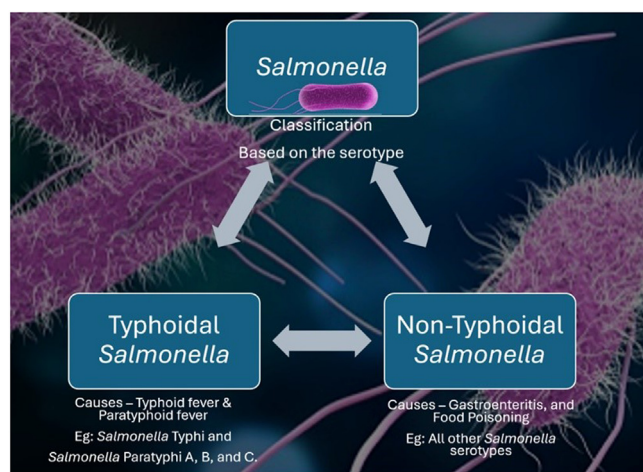 Salmonella
Classification
Based on the serotype
Typhoidal
Salmonella
Causes – Typhoid fever &
Paratyphoid fever
Eg: Salmonella Typhi and
Salmonella Paratyphi A, B, and C.
Non-Typhoidal
Salmonella
Causes – Gastroenteritis, and
Food Poisoning
Eg: All other Salmonella
serotypes